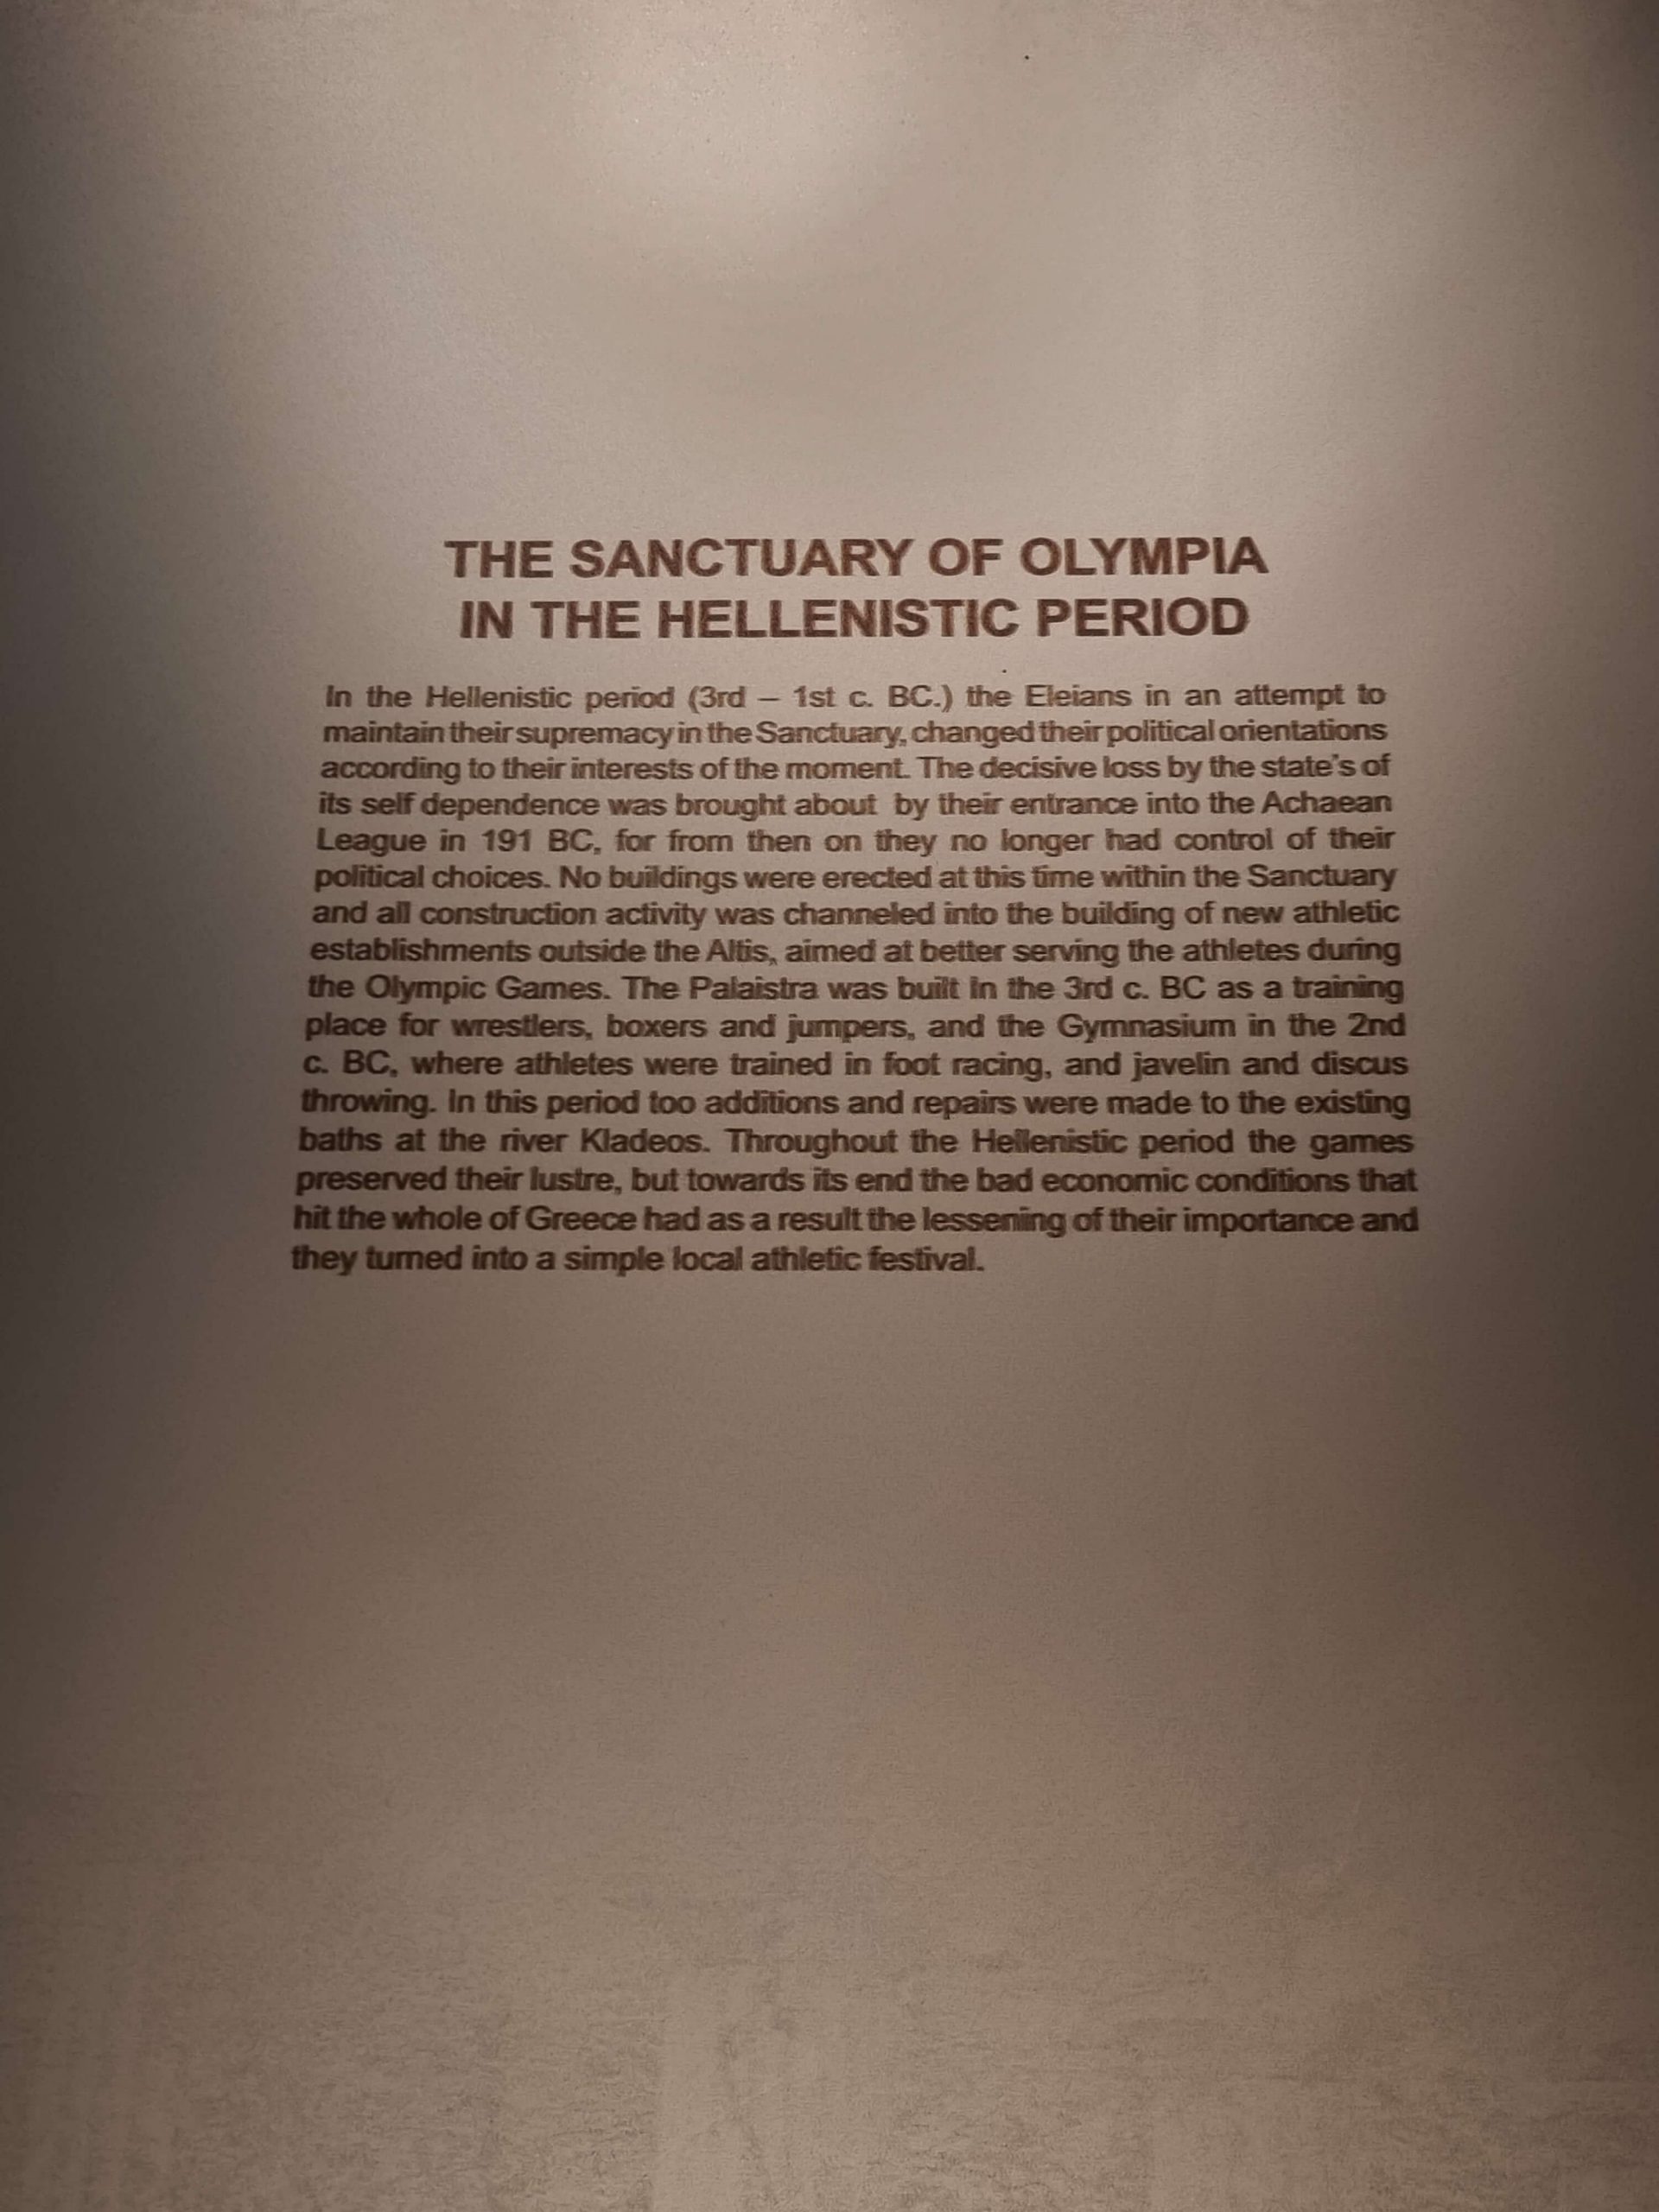 THE SANCTUARY OF OLYMPIA
IN THE HELLENISTIC PERIOD
In the Hellenistic period (3rd – 1st c. BC.) the Eleians in an attempt to
maintain their supremacy in the Sanctuary, changed their political orientations
according to their interests of the moment. The decisive loss by the state's of
its self dependence was brought about by their entrance into the Achaean
League in 191 BC, for from then on they no longer had control of their
political choices. No buildings were erected at this time within the Sanctuary
and all construction activity was channeled into the building of new athletic
establishments outside the Altis, aimed at better serving the athletes during
the Olympic Games. The Palaistra was built in the 3rd c. BC as a training
place for wrestlers, boxers and jumpers, and the Gymnasium in the 2nd
c. BC, where athletes were trained in foot racing, and javelin and discus
throwing. In this period too additions and repairs were made to the existing
baths at the river Kladeos. Throughout the Hellenistic period the games
preserved their lustre, but towards its end the bad economic conditions that
hit the whole of Greece had as a result the lessening of their importance and
they turned into a simple local athletic festival.